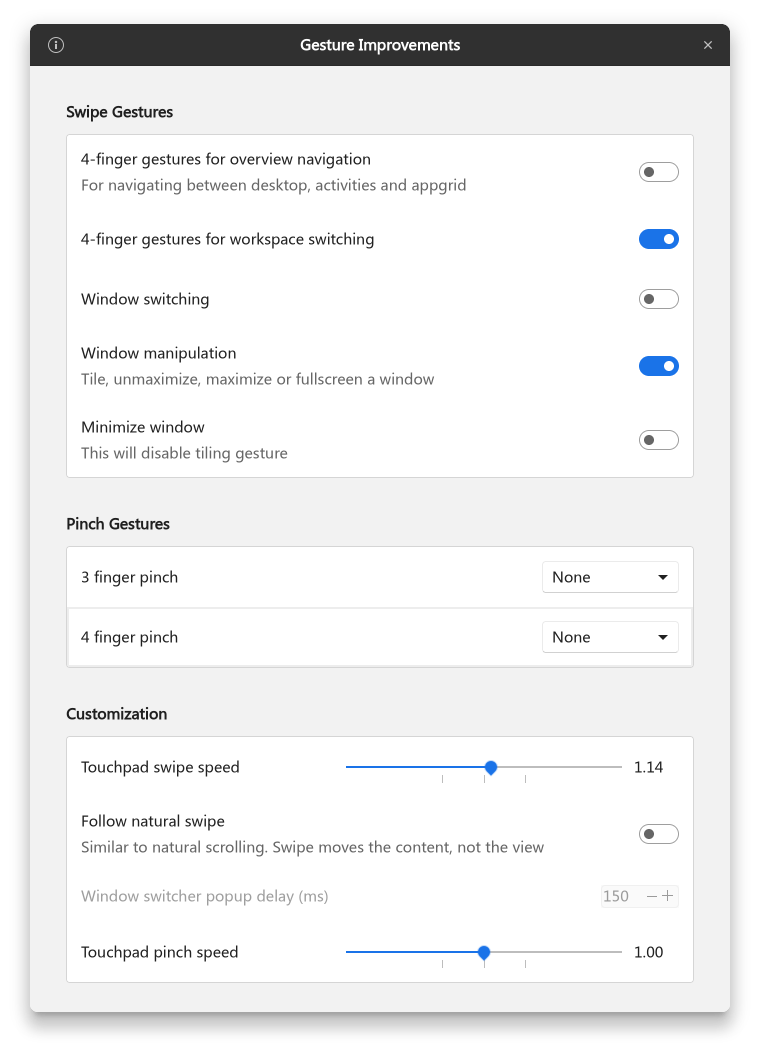 Gesture Improvements
Swipe Gestures
4-finger gestures for overview navigation
For navigating between desktop, activities and appgrid
4-finger gestures for workspace switching
Window switching
Window manipulation
Tile, unmaximize, maximize or fullscreen a window
Minimize window
This will disable tiling gesture
Pinch Gestures
3 finger pinch None
4 finger pinch None
Customization
Touchpad swipe speed 1.14
Follow natural swipe
Similar to natural scrolling. Swipe moves the content, not the view
Window switcher popup delay (ms) 150
Touchpad pinch speed 1.00